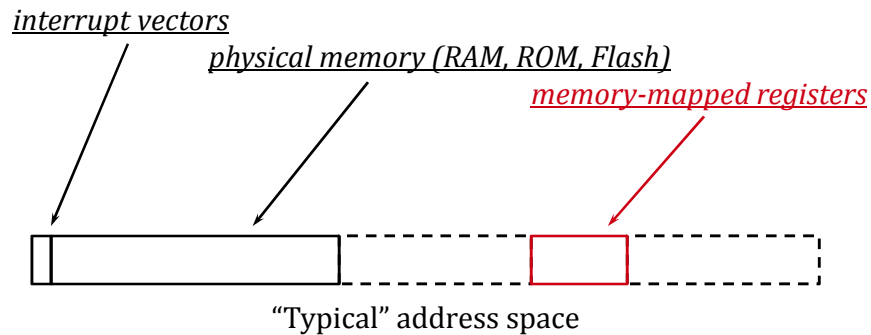 interrupt vectors
physical memory (RAM, ROM, Flash)
memory-mapped registers
“Typical” address space